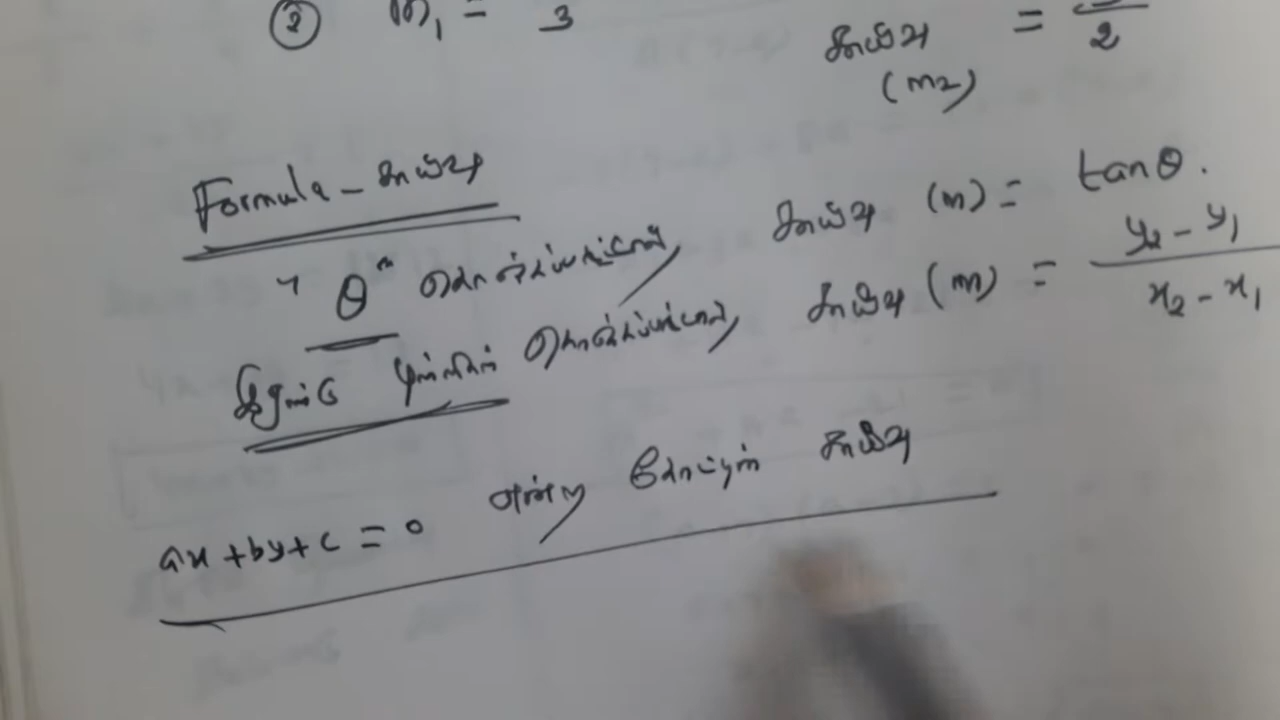 ② m₁ = 3
சாய்வு = 2
(m₂)
Formula - சாய்வு
"θ" கொடுக்கப்பட்டால், சாய்வு (m) = tanθ.
இரண்டு புள்ளிகள் கொடுக்கப்பட்டால், சாய்வு (m) = y₂ - y₁ / x₂ - x₁
ax + by + c = 0 என்ற கோட்டின் சாய்வு